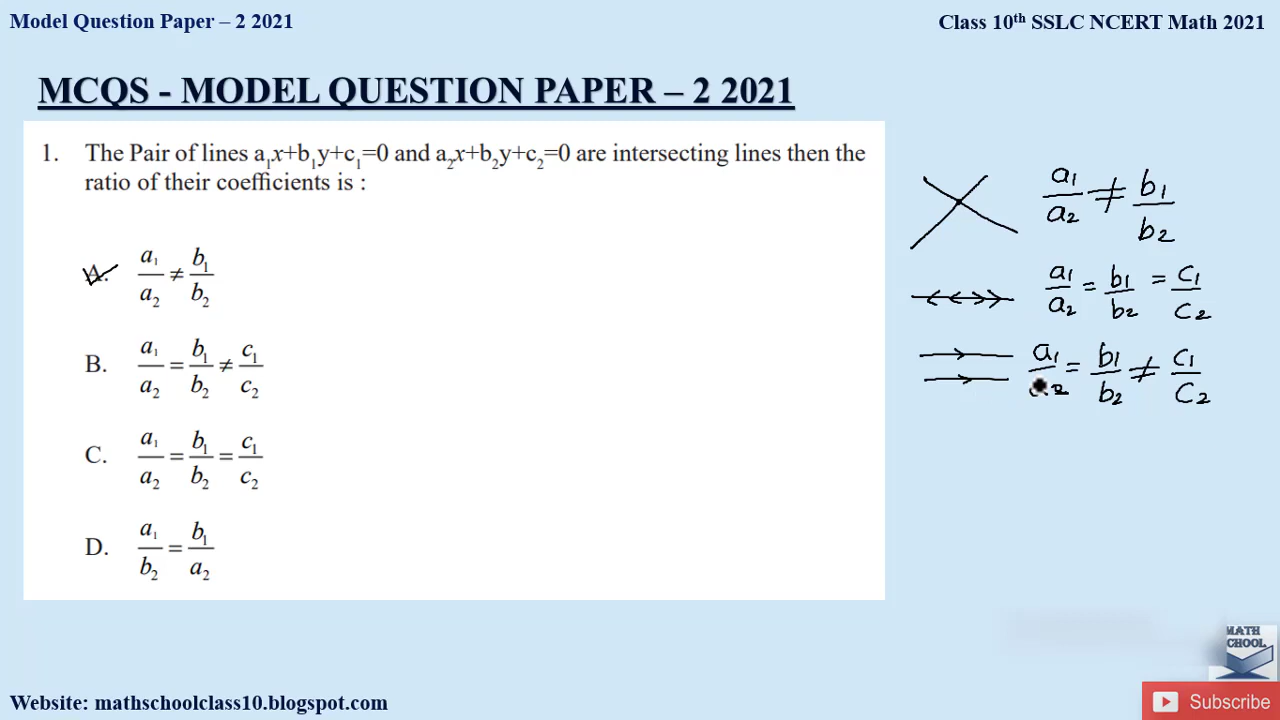 Model Question Paper – 2 2021
Class 10th SSLC NCERT Math 2021
MCQS - MODEL QUESTION PAPER – 2 2021
1. The Pair of lines a₁x+b₁y+c₁=0 and a₂x+b₂y+c₂=0 are intersecting lines then the
ratio of their coefficients is :
A. a₁/a₂ ≠ b₁/b₂
B. a₁/a₂ = b₁/b₂ ≠ c₁/c₂
C. a₁/a₂ = b₁/b₂ = c₁/c₂
D. a₁/b₂ = b₁/a₂
a₁/a₂ ≠ b₁/b₂
a₁/a₂ = b₁/b₂ = c₁/c₂
a₁/a₂ = b₁/b₂ ≠ c₁/c₂
MATH
SCHOOL
Website: mathschoolclass10.blogspot.com
Subscribe